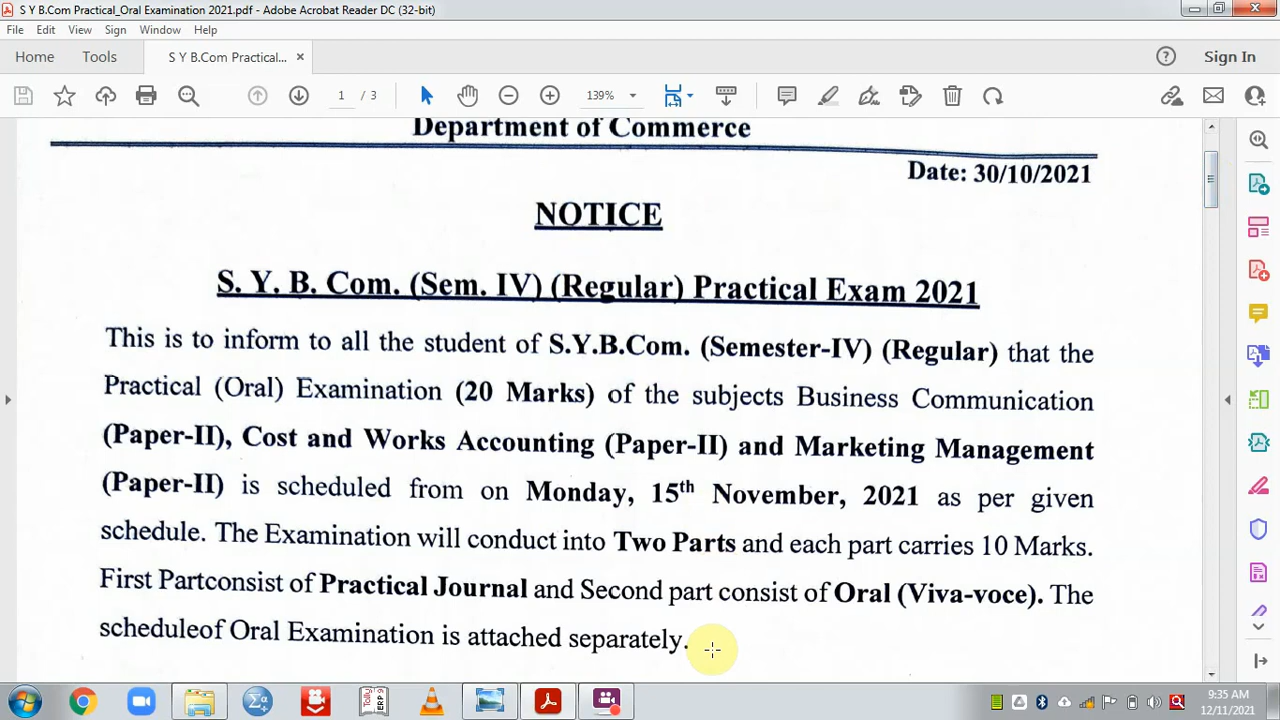 S Y B.Com Practical_Oral Examination 2021.pdf - Adobe Acrobat Reader DC (32-bit)
File Edit View Sign Window Help
Home Tools S Y B.Com Practical... × Sign In
1 / 3 139%
Department of Commerce
Date: 30/10/2021
NOTICE
S. Y. B. Com. (Sem. IV) (Regular) Practical Exam 2021
This is to inform to all the student of S.Y.B.Com. (Semester-IV) (Regular) that the
Practical (Oral) Examination (20 Marks) of the subjects Business Communication
(Paper-II), Cost and Works Accounting (Paper-II) and Marketing Management
(Paper-II) is scheduled from on Monday, 15th November, 2021 as per given
schedule. The Examination will conduct into Two Parts and each part carries 10 Marks.
First Partconsist of Practical Journal and Second part consist of Oral (Viva-voce). The
scheduleof Oral Examination is attached separately.
9:35 AM
12/11/2021